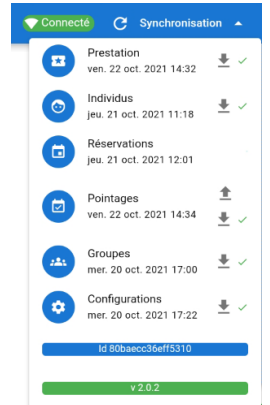 Connecté
Synchronisation
Prestation
ven. 22 oct. 2021 14:32
Individus
jeu. 21 oct. 2021 11:18
Réservations
jeu. 21 oct. 2021 12:01
Pointages
ven. 22 oct. 2021 14:34
Groupes
mer. 20 oct. 2021 17:00
Configurations
mer. 20 oct. 2021 17:22
Id 80baecc36eff5310
v 2.0.2